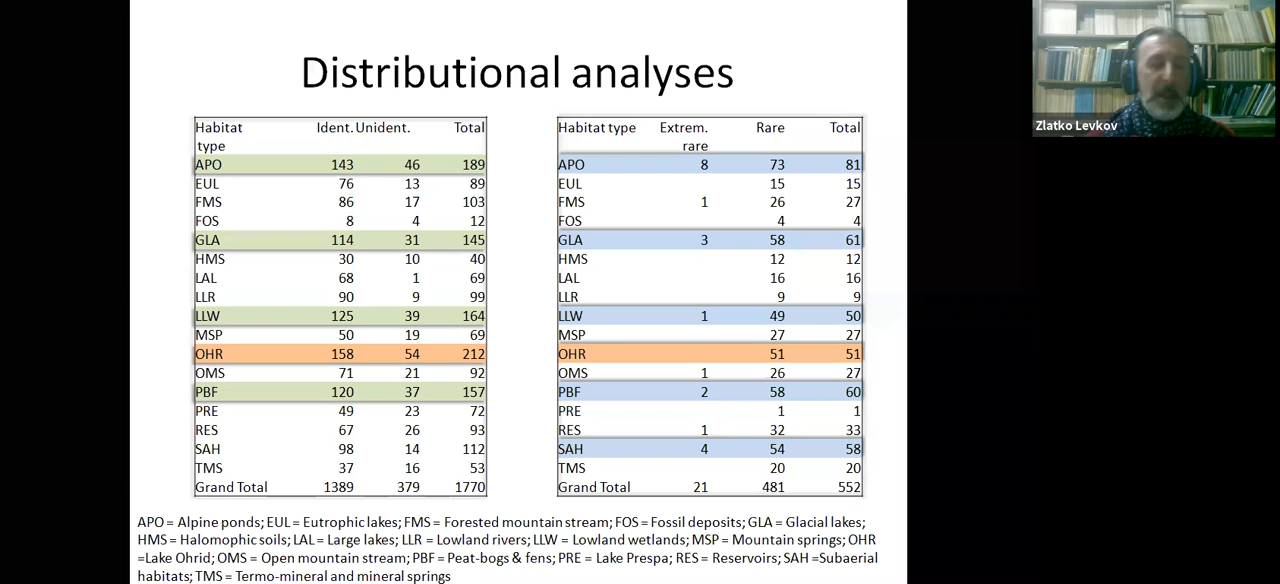 Distributional analyses
Habitat type Ident. Unident. Total
APO 143 46 189
EUL 76 13 89
FMS 86 17 103
FOS 8 4 12
GLA 114 31 145
HMS 30 10 40
LAL 68 1 69
LLR 90 9 99
LLW 125 39 164
MSP 50 19 69
OHR 158 54 212
OMS 71 21 92
PBF 120 37 157
PRE 49 23 72
RES 67 26 93
SAH 98 14 112
TMS 37 16 53
Grand Total 1389 379 1770
Habitat type Extrem. rare Rare Total
APO 8 73 81
EUL 15 15
FMS 1 26 27
FOS 4 4
GLA 3 58 61
HMS 12 12
LAL 16 16
LLR 9 9
LLW 1 49 50
MSP 27 27
OHR 51 51
OMS 1 26 27
PBF 2 58 60
PRE 1 1
RES 1 32 33
SAH 4 54 58
TMS 20 20
Grand Total 21 481 552
APO = Alpine ponds; EUL = Eutrophic lakes; FMS = Forested mountain stream; FOS = Fossil deposits; GLA = Glacial lakes;
HMS = Halomophic soils; LAL = Large lakes; LLR = Lowland rivers; LLW = Lowland wetlands; MSP = Mountain springs; OHR
=Lake Ohrid; OMS = Open mountain stream; PBF = Peat-bogs & fens; PRE = Lake Prespa; RES = Reservoirs; SAH =Subaerial
habitats; TMS = Termo-mineral and mineral springs
Zlatko Levkov